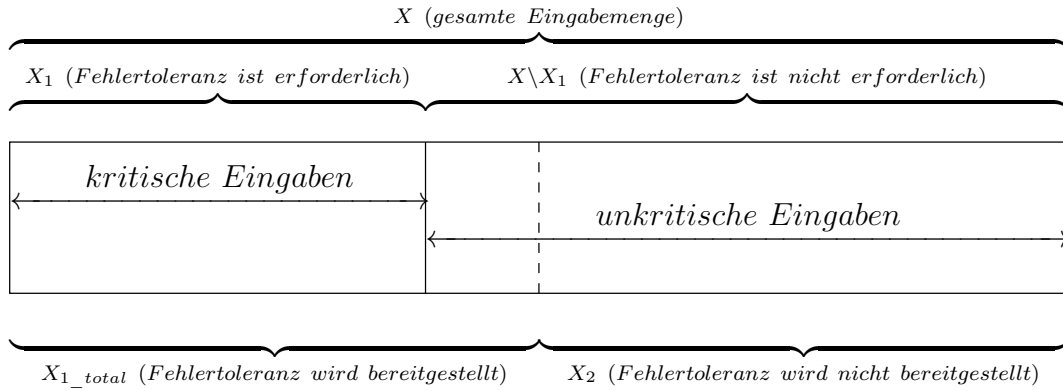 X (gesamte Eingabemenge)
X₁ (Fehlertoleranz ist erforderlich) X\X₁ (Fehlertoleranz ist nicht erforderlich)
kritische Eingaben
unkritische Eingaben
X₁_total (Fehlertoleranz wird bereitgestellt) X₂ (Fehlertoleranz wird nicht bereitgestellt)